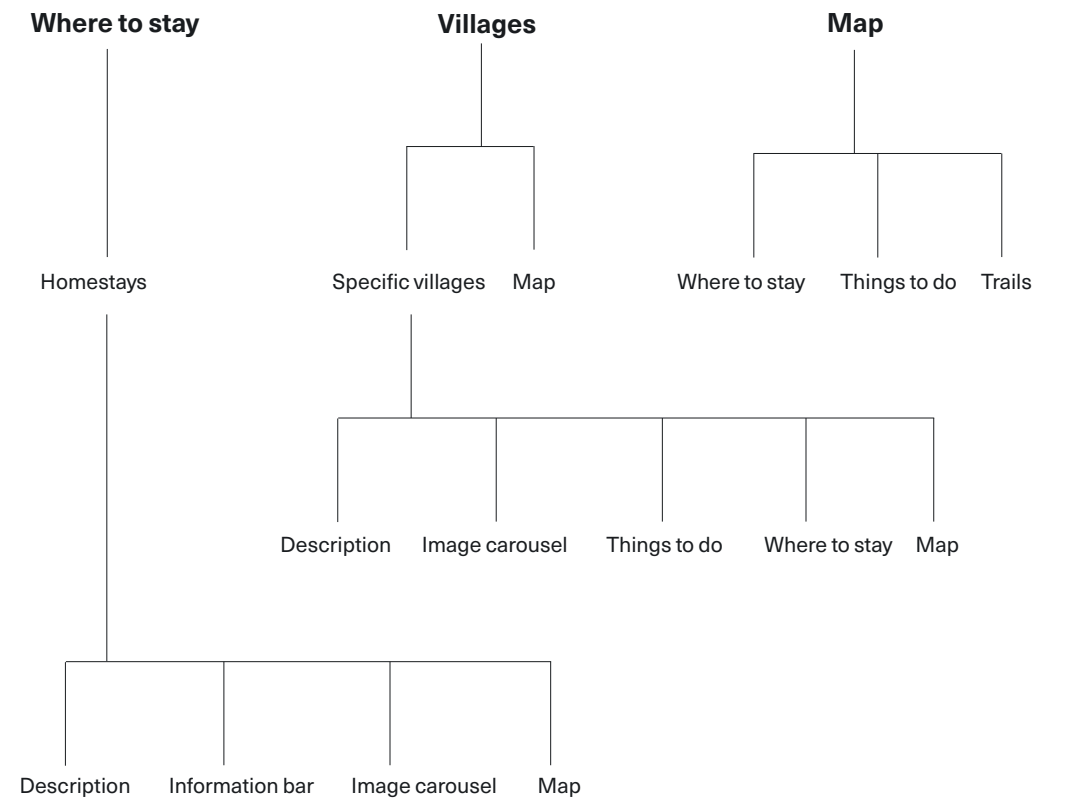 Where to stay
Villages
Map
Homestays
Specific villages
Map
Where to stay
Things to do
Trails
Description
Image carousel
Things to do
Where to stay
Map
Description
Information bar
Image carousel
Map